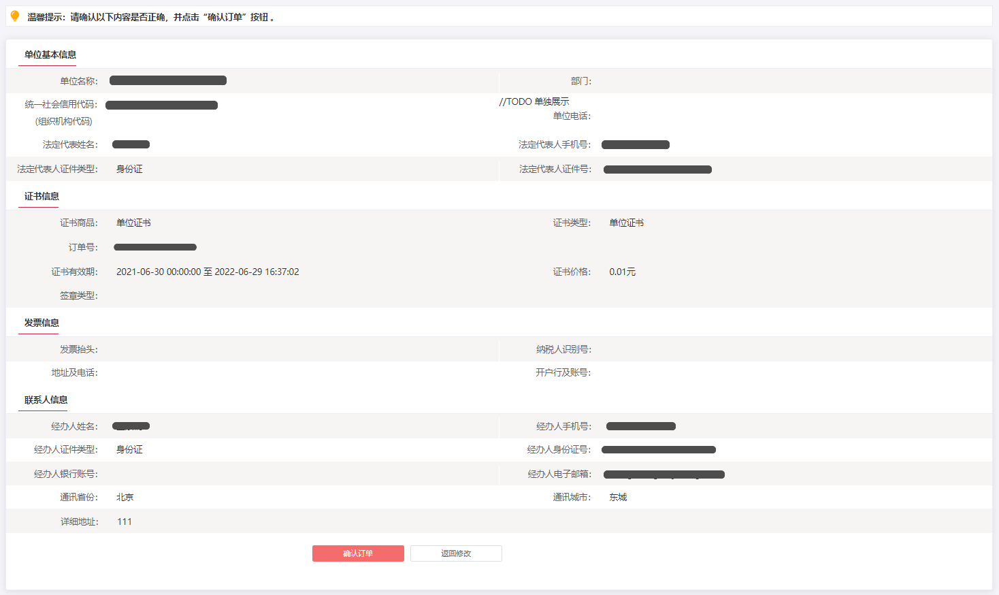 温馨提示：请确认以下内容是否正确，并点击“确认订单”按钮 。
单位基本信息
单位名称：
部门：
统一社会信用代码：
(组织机构代码)
//TODO 单独展示
单位电话：
法定代表姓名：
法定代表人手机号：
法定代表人证件类型： 身份证
法定代表人证件号：
证书信息
证书商品： 单位证书
证书类型： 单位证书
订单号：
证书有效期： 2021-06-30 00:00:00 至 2022-06-29 16:37:02
证书价格： 0.01元
签章类型：
发票信息
发票抬头：
纳税人识别号：
地址及电话：
开户行及账号：
联系人信息
经办人姓名：
经办人手机号：
经办人证件类型： 身份证
经办人身份证号：
经办人银行账号：
经办人电子邮箱：
通讯省份： 北京
通讯城市： 东城
详细地址： 111
确认订单 返回修改